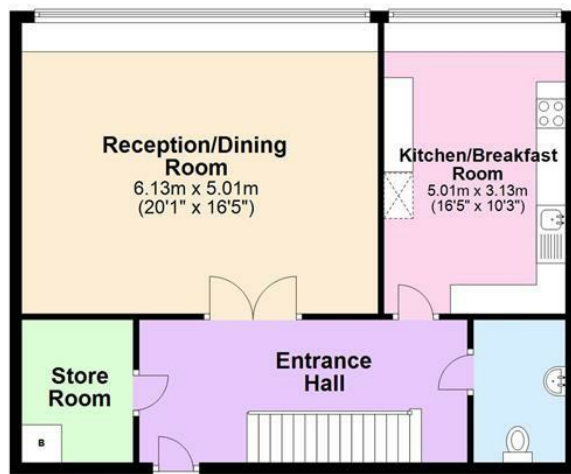 Reception/Dining
Room
6.13m x 5.01m
(20'1" x 16'5")
Kitchen/Breakfast
Room
5.01m x 3.13m
(16'5" x 10'3")
Store
Room
B
Entrance
Hall